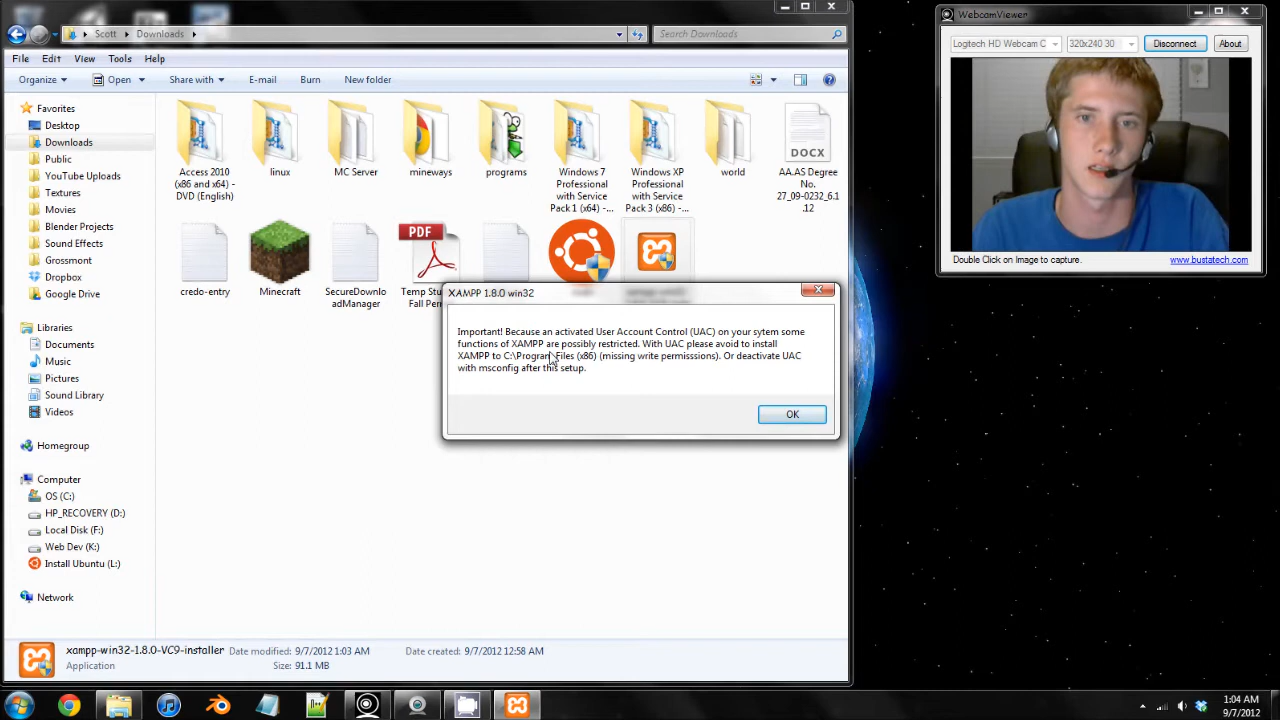 Scott
Downloads
Search Downloads
File Edit View Tools Help
Organize Open Share with E-mail Burn New folder
Favorites
Desktop
Downloads
Public
YouTube Uploads
Textures
Movies
Blender Projects
Sound Effects
Grossmont
Dropbox
Google Drive
Libraries
Documents
Music
Pictures
Sound Library
Videos
Homegroup
Computer
OS (C:)
HP_RECOVERY (D:)
Local Disk (F:)
Web Dev (K:)
Install Ubuntu (L:)
Network
Access 2010
(x86 and x64) -
DVD (English)
linux
MC Server
mineways
programs
Windows 7
Professional
with Service
Pack 1 (x64) -...
Windows XP
Professional
with Service
Pack 3 (x86) -...
world
DOCX
AA.AS Degree
No.
27_09-0232_6.1
.12
credo-entry
Minecraft
SecureDownlo
adManager
PDF
Temp Stu
Fall Per
XAMPP 1.8.0 win32
Important! Because an activated User Account Control (UAC) on your sytem some
functions of XAMPP are possibly restricted. With UAC please avoid to install
XAMPP to C:\Program Files (x86) (missing write permisssions). Or deactivate UAC
with msconfig after this setup.
OK
xampp-win32-1.8.0-VC9-installer Date modified: 9/7/2012 1:03 AM Date created: 9/7/2012 12:58 AM
Application Size: 91.1 MB
WebcamViewer
Logitech HD Webcam C 320x240 30 Disconnect About
Double Click on Image to capture. www.bustatech.com
1:04 AM
9/7/2012